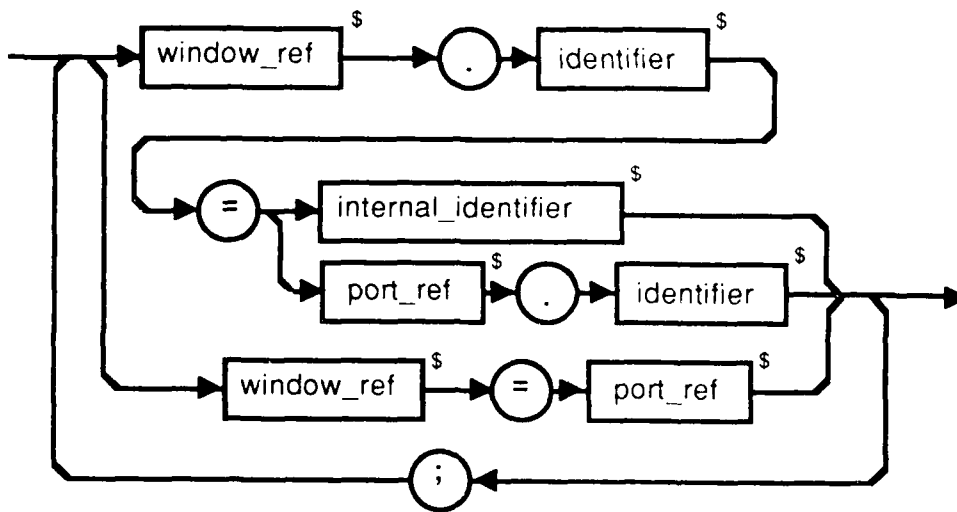 $ $
window_ref . identifier
$
= internal_identifier
$ $
port_ref . identifier
$ $
window_ref = port_ref
;